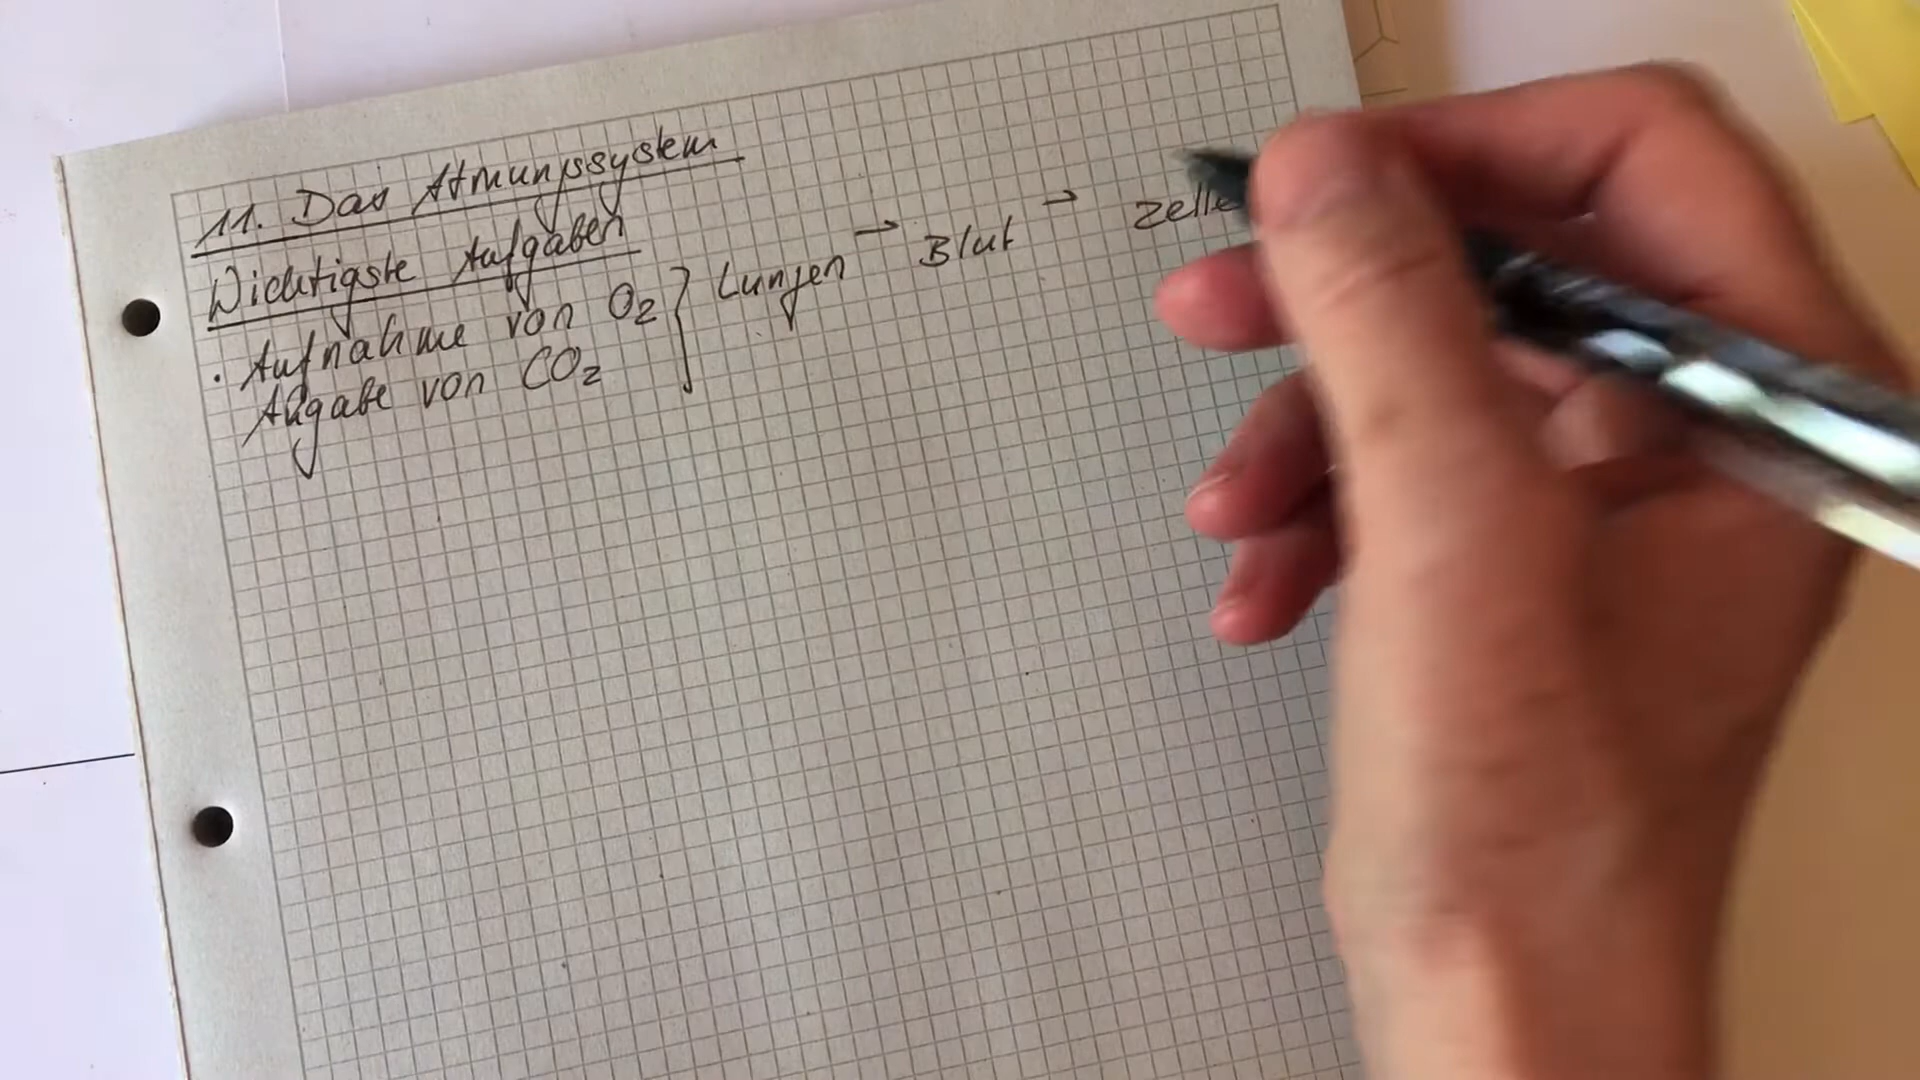 11. Das Atmungssystem
Wichtigste Aufgaben
· Aufnahme von O₂ } Lungen → Blut → Zelle
Abgabe von CO₂